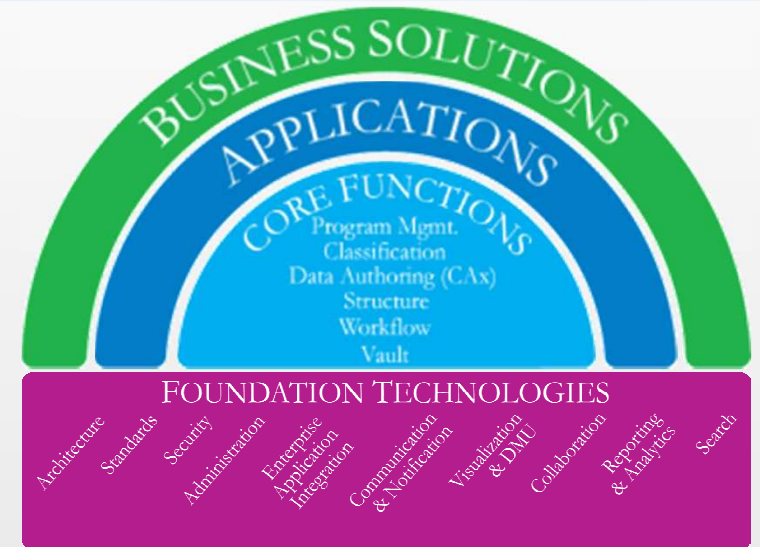 BUSINESS SOLUTIONS
APPLICATIONS
CORE FUNCTIONS
Program Mgmt.
Classification
Data Authoring (CAx)
Structure
Workflow
Vault
FOUNDATION TECHNOLOGIES
Architecture
Standards
Security
Administration
Enterprise
Application
Integration
Communication
& Notification
Visualization
& DMU
Collaboration
Reporting
& Analytics
Search